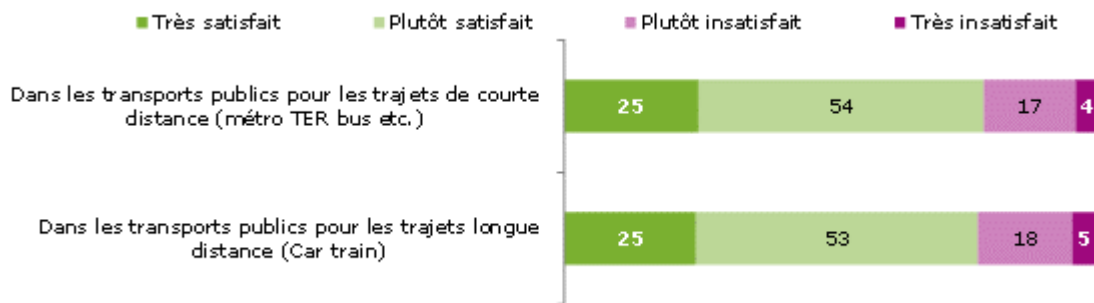 Très satisfait Plutôt satisfait Plutôt insatisfait Très insatisfait
Dans les transports publics pour les trajets de courte
distance (métro TER bus etc.)
25 54 17 4
Dans les transports publics pour les trajets longue
distance (Car train)
25 53 18 5